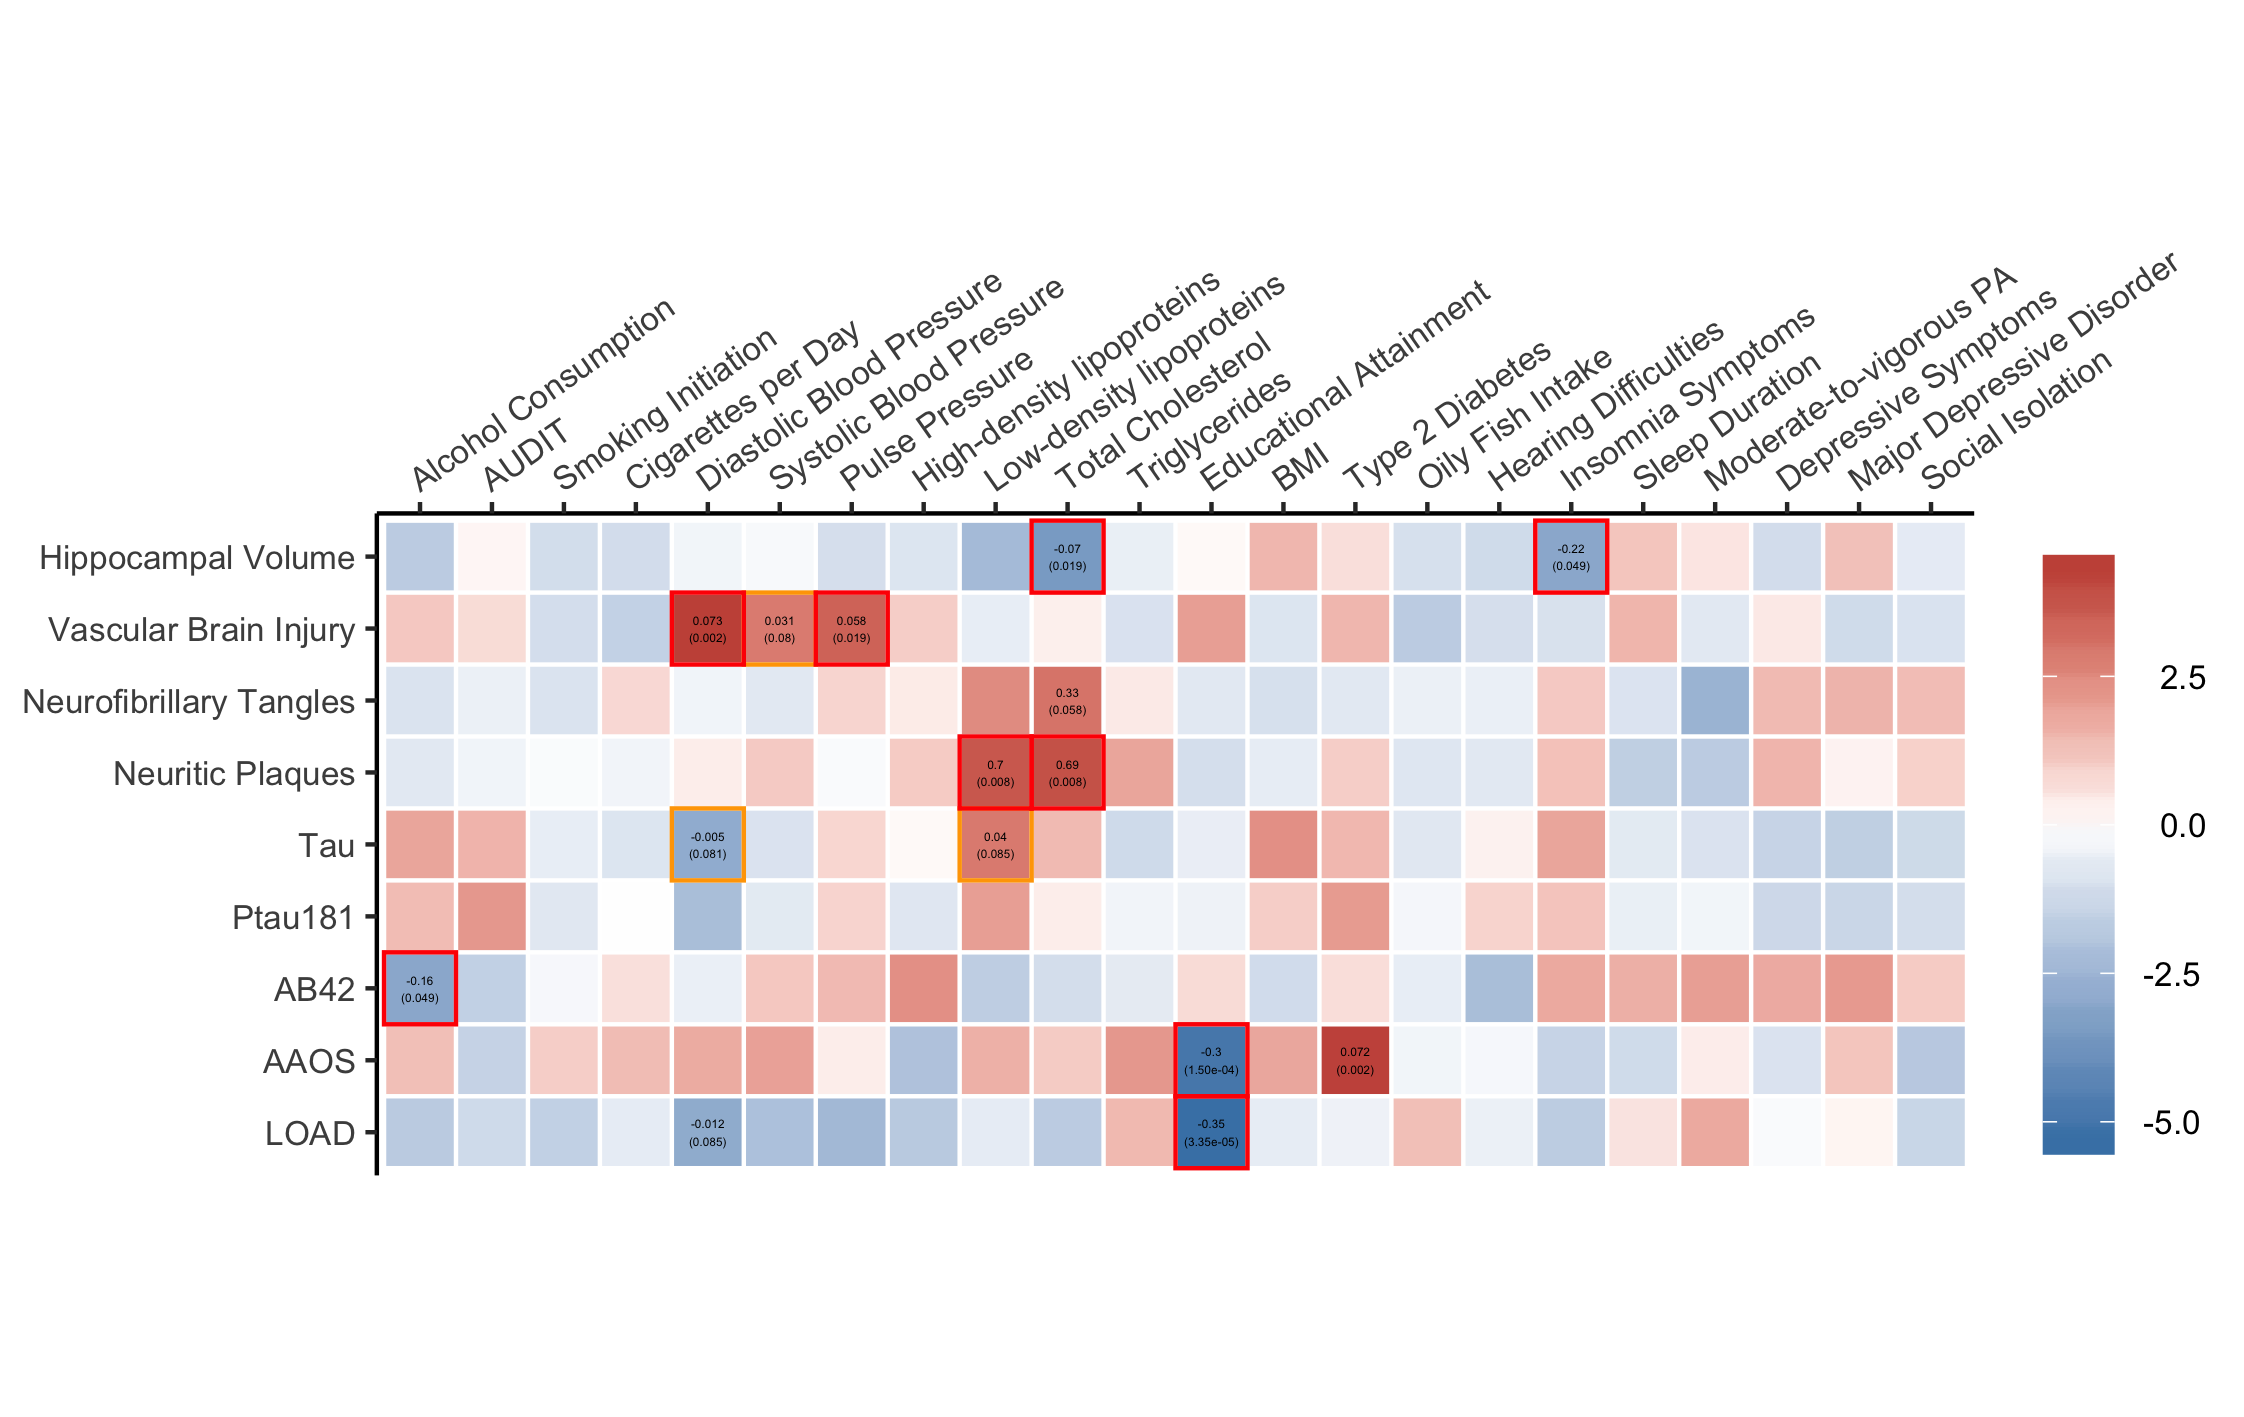 Alcohol Consumption
AUDIT
Smoking Initiation
Cigarettes per Day
Diastolic Blood Pressure
Systolic Blood Pressure
Pulse Pressure
High-density lipoproteins
Low-density lipoproteins
Total Cholesterol
Triglycerides
Educational Attainment
BMI
Type 2 Diabetes
Oily Fish Intake
Hearing Difficulties
Insomnia Symptoms
Sleep Duration
Moderate-to-vigorous PA
Depressive Symptoms
Major Depressive Disorder
Social Isolation
Hippocampal Volume
-0.07
(0.019)
-0.22
(0.049)
Vascular Brain Injury
0.073
(0.002)
0.031
(0.08)
0.058
(0.019)
Neurofibrillary Tangles
0.33
(0.058)
Neuritic Plaques
0.7
(0.008)
0.69
(0.008)
Tau
-0.005
(0.081)
0.04
(0.085)
Ptau181
AB42
-0.16
(0.049)
AAOS
-0.3
(1.50e-04)
0.072
(0.002)
LOAD
-0.012
(0.085)
-0.35
(3.35e-05)
2.5
0.0
-2.5
-5.0